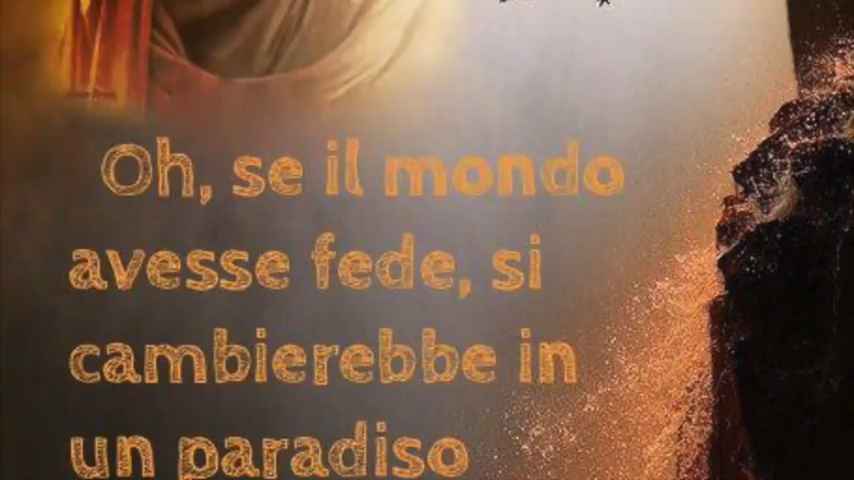 Oh, se il mondo
avesse fede, si
cambierebbe in
un paradiso